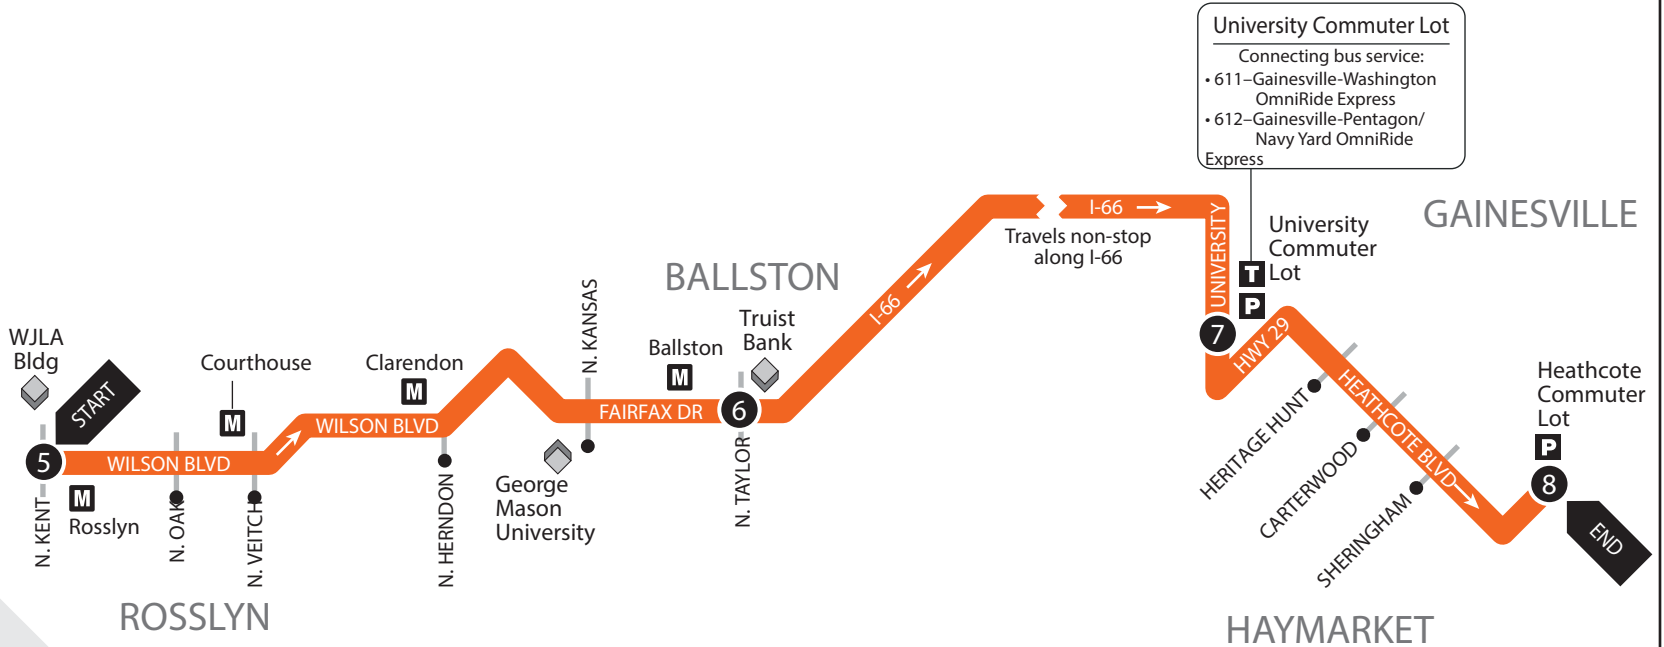 University Commuter Lot
Connecting bus service:
• 611–Gainesville-Washington
OmniRide Express
• 612–Gainesville-Pentagon/
Navy Yard OmniRide
Express
GAINESVILLE
I-66
Travels non-stop
along I-66
UNIVERSITY
University
Commuter
Lot
T
P
7
HWY 29
BALLSTON
I-66
N. KANSAS
Truist
Bank
Ballston
M
WJLA
Bldg
START
Courthouse
M
Clarendon
M
WILSON BLVD
FAIRFAX DR
6
5
WILSON BLVD
M
Rosslyn
N. KENT
N. OAK
N. VEITCH
N. HERNDON
George
Mason
University
N. TAYLOR
HERITAGE HUNT
CARTERWOOD
SHERINGHAM
HEATHCOTE BLVD
Heathcote
Commuter
Lot
P
8
END
ROSSLYN
HAYMARKET